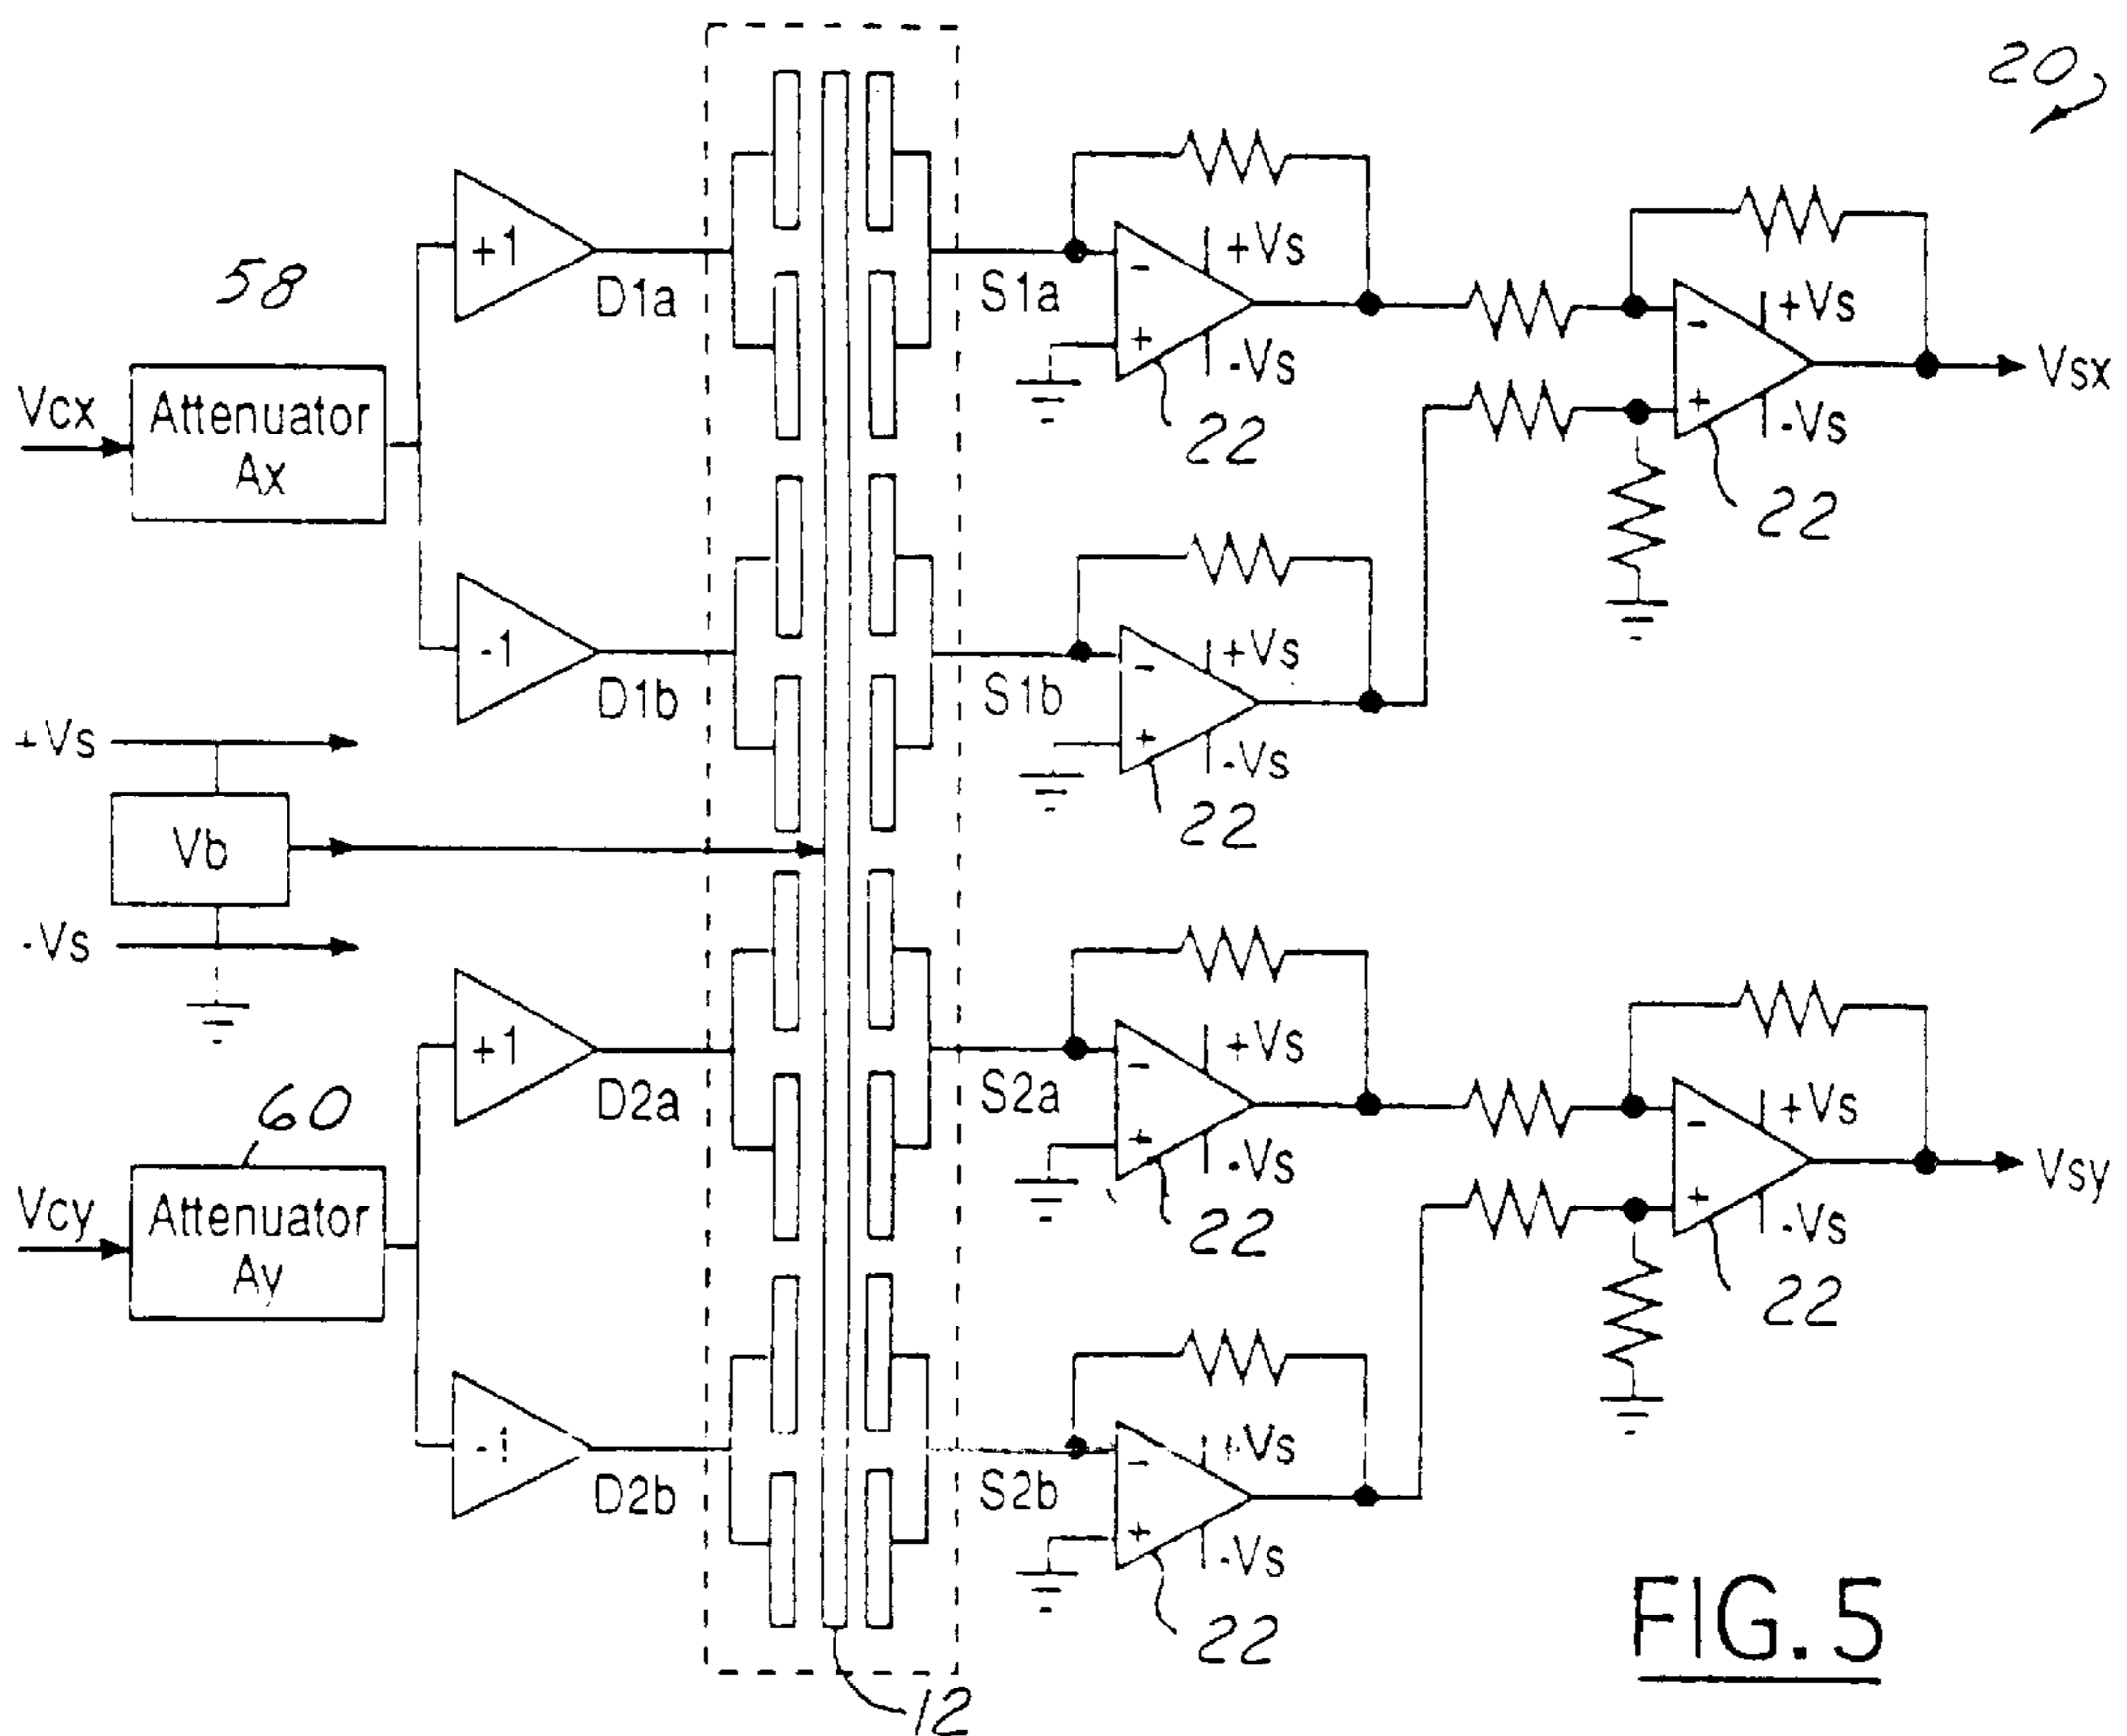 20
58
+1
D1a
S1a
-
+
+Vs
-Vs
22
-
+
+Vs
-Vs
22
Vsx
Vcx
Attenuator
Ax
-1
D1b
S1b
-
+
+Vs
-Vs
22
+Vs
Vb
-Vs
+1
D2a
S2a
-
+
+Vs
-Vs
22
-
+
+Vs
-Vs
22
Vsy
60
Vcy
Attenuator
Ay
-1
D2b
S2b
-
+
+Vs
-Vs
22
12
FIG. 5